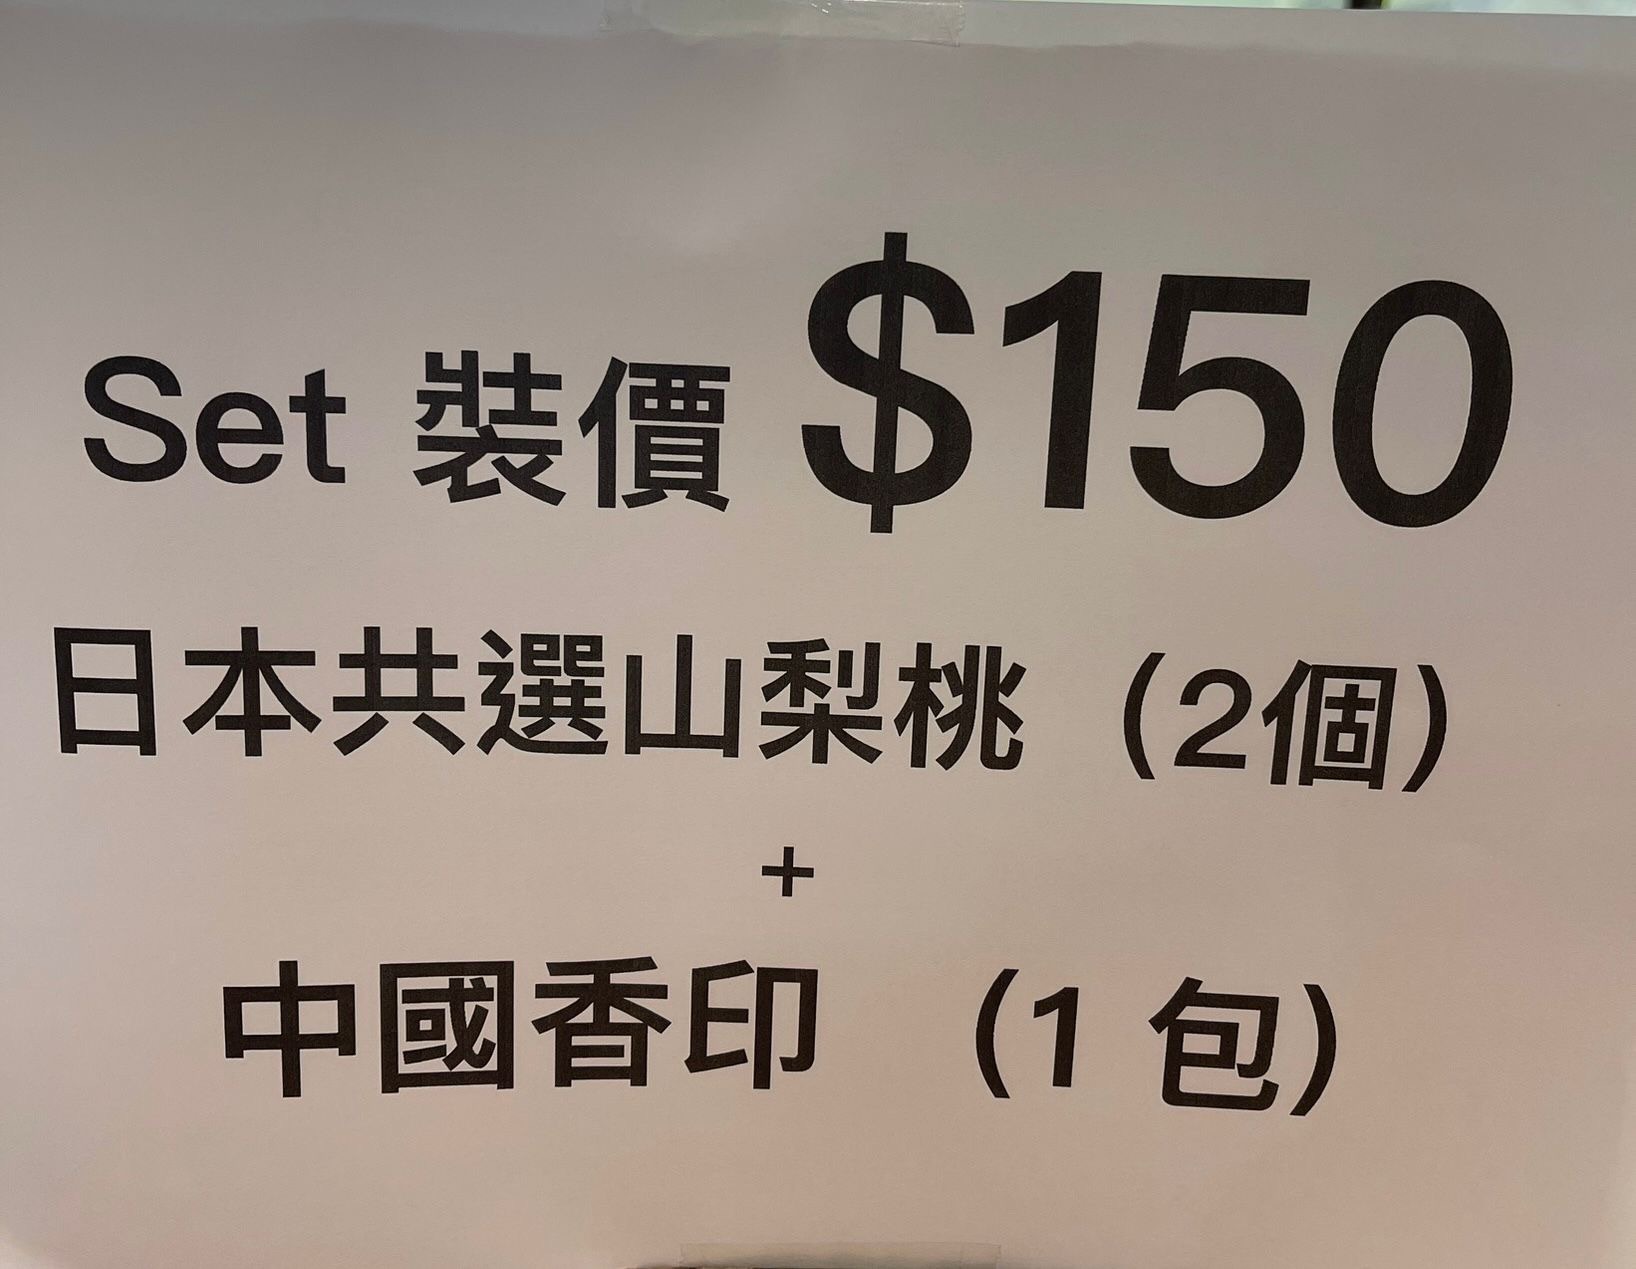 Set 裝價 $150
日本共選山梨桃 (2個)
+
中國香印 (1 包)